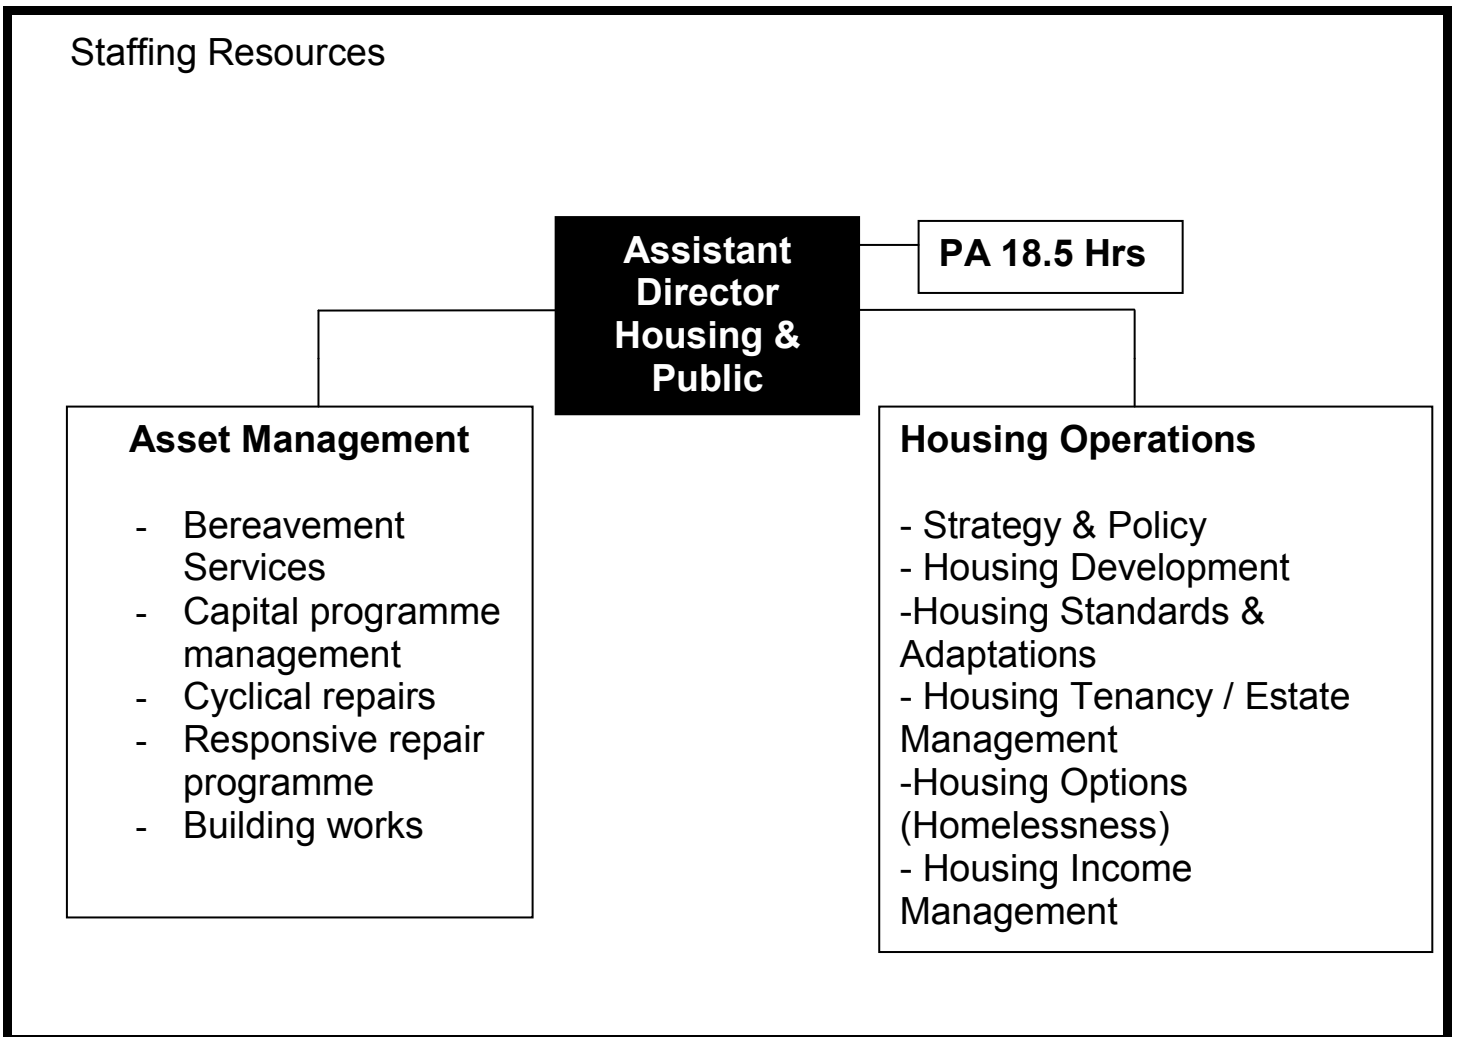 Staffing Resources
Assistant
Director
Housing &
Public
PA 18.5 Hrs
Asset Management
- Bereavement
Services
- Capital programme
management
- Cyclical repairs
- Responsive repair
programme
- Building works
Housing Operations
- Strategy & Policy
- Housing Development
-Housing Standards &
Adaptations
- Housing Tenancy / Estate
Management
-Housing Options
(Homelessness)
- Housing Income
Management